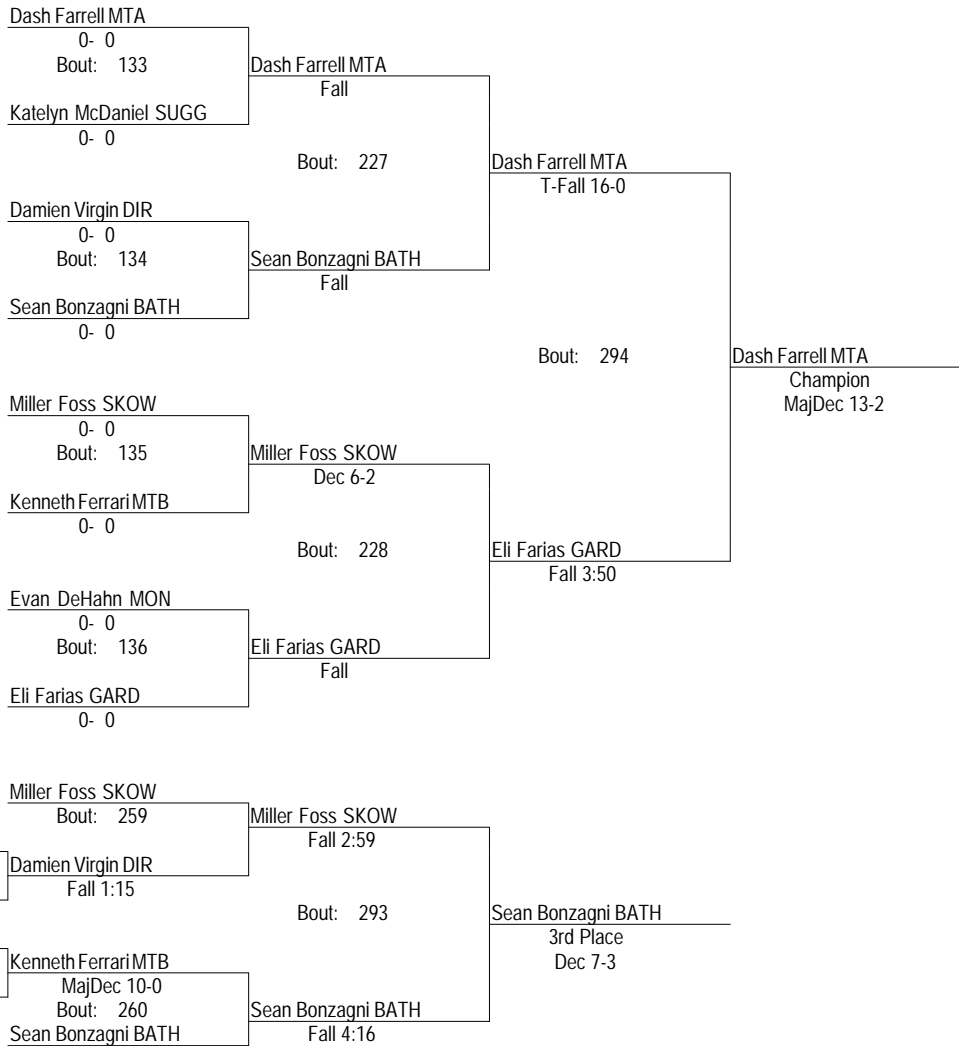 Dash Farrell MTA
0- 0
Bout: 133
Dash Farrell MTA
Fall
Katelyn McDaniel SUGG
0- 0
Bout: 227
Dash Farrell MTA
T-Fall 16-0
Damien Virgin DIR
0- 0
Bout: 134
Sean Bonzagni BATH
Fall
Sean Bonzagni BATH
0- 0
Bout: 294
Dash Farrell MTA
Champion
MajDec 13-2
Miller Foss SKOW
0- 0
Bout: 135
Miller Foss SKOW
Dec 6-2
Kenneth Ferrari MTB
0- 0
Bout: 228
Eli Farias GARD
Fall 3:50
Evan DeHahn MON
0- 0
Bout: 136
Eli Farias GARD
Fall
Eli Farias GARD
0- 0
Miller Foss SKOW
Bout: 259
Miller Foss SKOW
Fall 2:59
Damien Virgin DIR
Fall 1:15
Bout: 293
Sean Bonzagni BATH
3rd Place
Dec 7-3
Kenneth Ferrari MTB
MajDec 10-0
Bout: 260
Sean Bonzagni BATH
Fall 4:16
Sean Bonzagni BATH